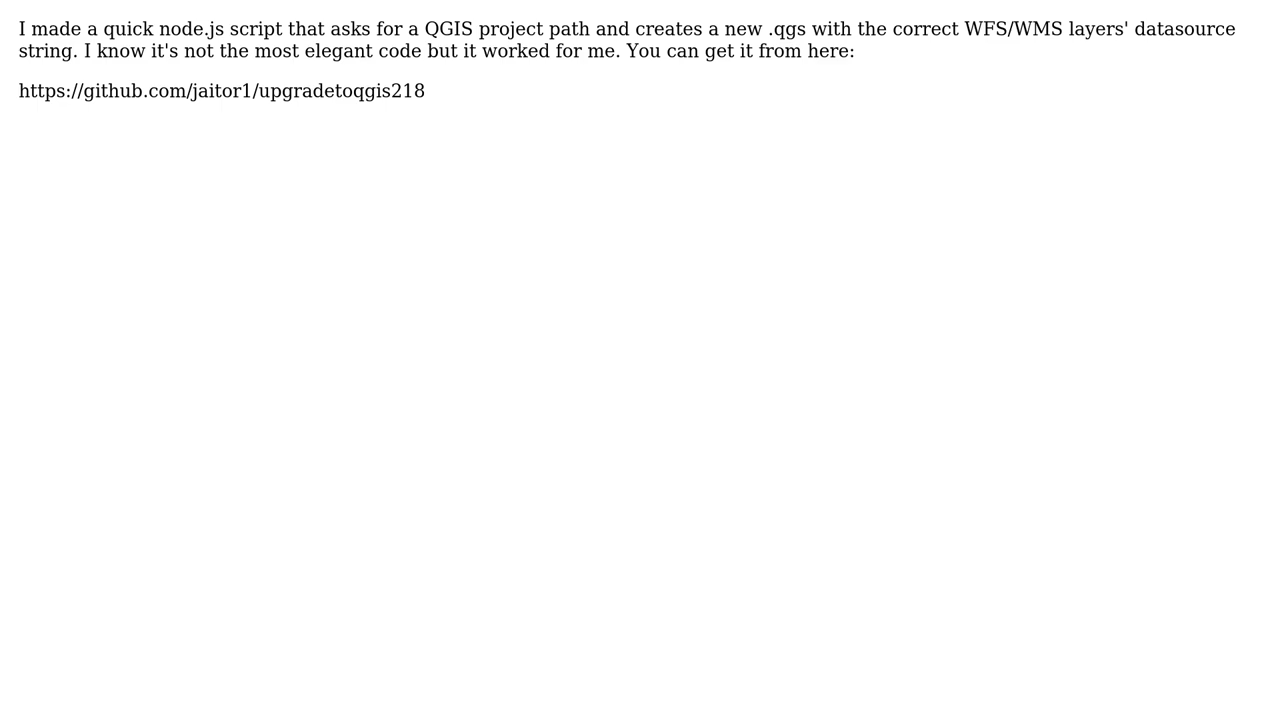 I made a quick node.js script that asks for a QGIS project path and creates a new .qgs with the correct WFS/WMS layers' datasource
string. I know it's not the most elegant code but it worked for me. You can get it from here:
https://github.com/jaitor1/upgradetoqgis218